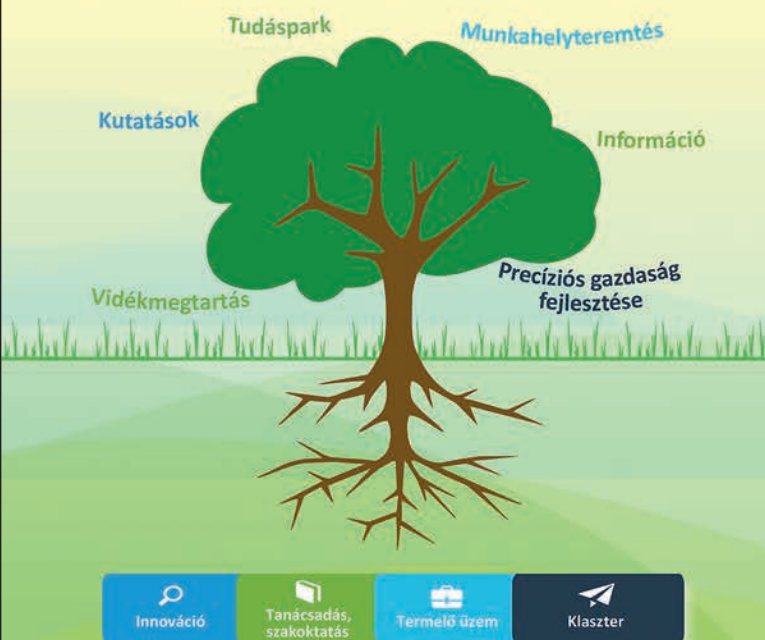 Tudáspark
Munkahelyteremtés
Kutatások
Információ
Vidékmegtartás
Precíziós gazdaság
fejlesztése
Innováció
Tanácsadás,
szakoktatás
Termelő üzem
Klaszter